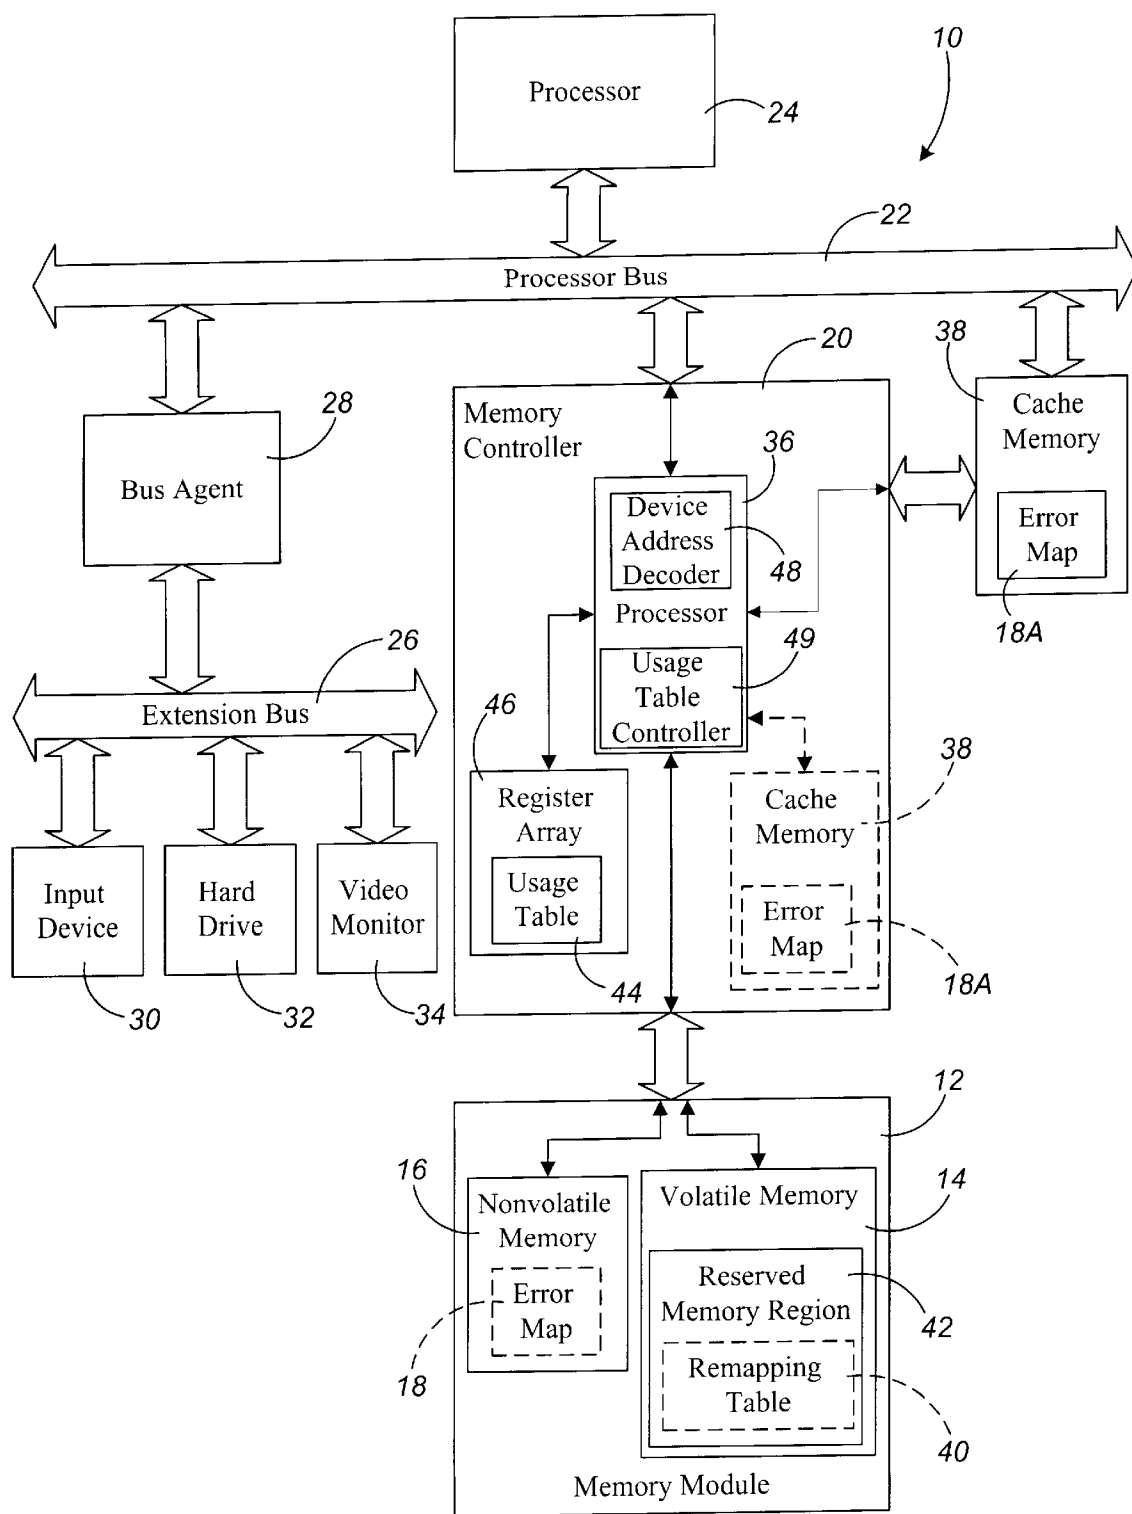 Processor
24
10
22
Processor Bus
28
Bus Agent
20
Memory
Controller
36
Device
Address
Decoder
48
Processor
49
Usage
Table
Controller
38
Cache
Memory
Error
Map
18A
26
Extension Bus
46
Register
Array
Usage
Table
44
38
Cache
Memory
Error
Map
18A
Input
Device
30
Hard
Drive
32
Video
Monitor
34
12
16
Nonvolatile
Memory
Error
Map
18
14
Volatile Memory
Reserved
Memory Region
42
Remapping
Table
40
Memory Module